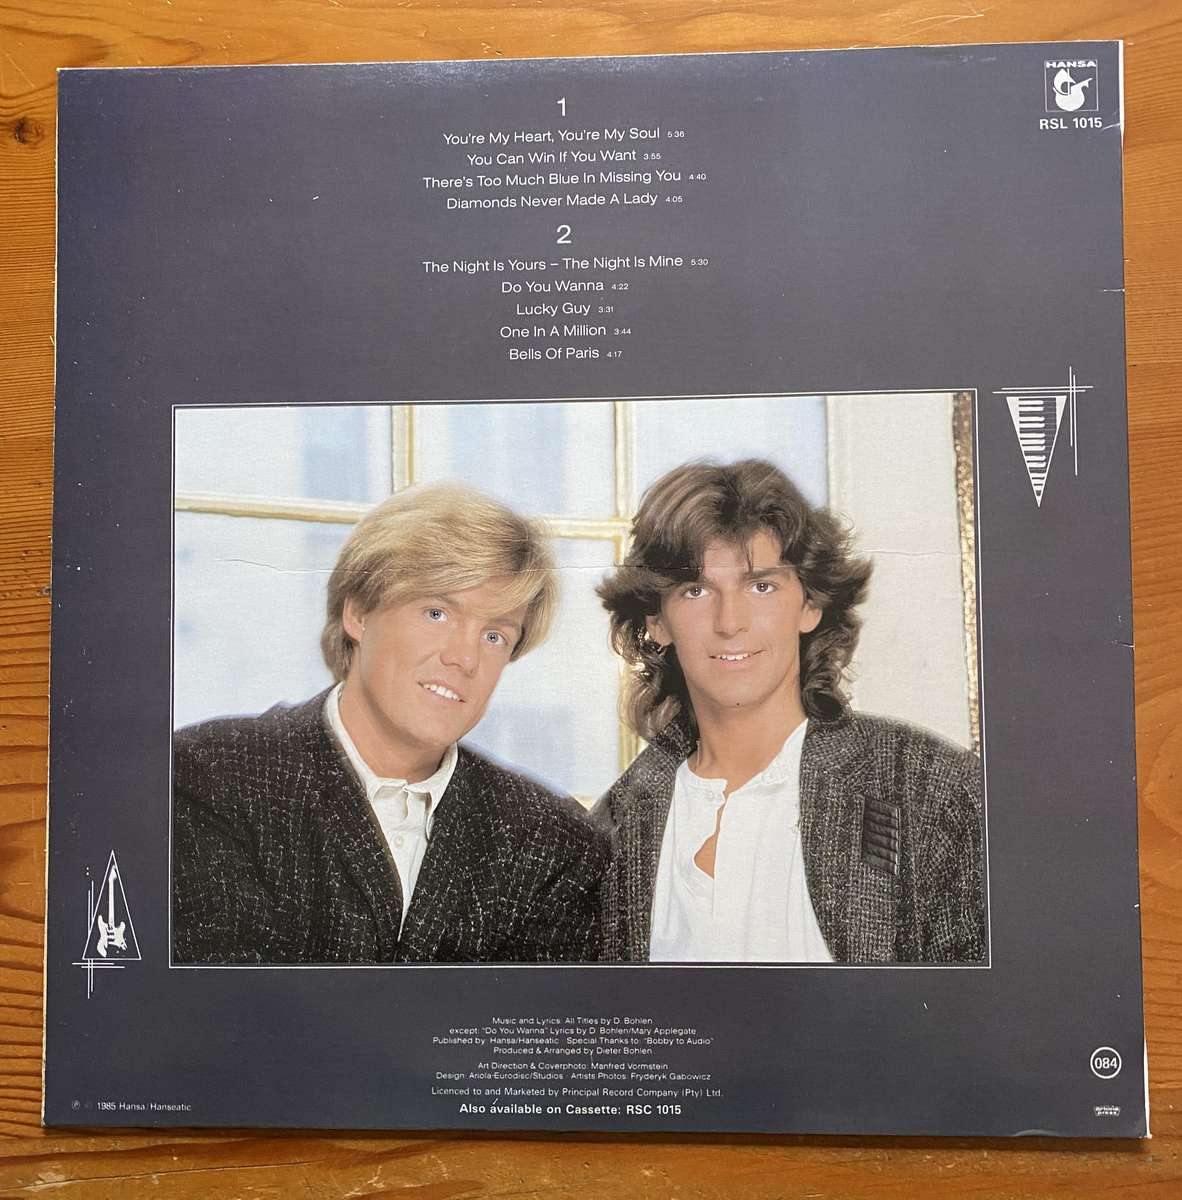 HANSA
RSL 1015
1
You're My Heart, You're My Soul 5:36
You Can Win If You Want 3:55
There's Too Much Blue In Missing You 4:40
Diamonds Never Made A Lady 4:05
2
The Night Is Yours – The Night Is Mine 5:30
Do You Wanna 4:22
Lucky Guy 3:31
One In A Million 3:44
Bells Of Paris 4:17
Music and Lyrics: All Titles by D. Bohlen
except: "Do You Wanna" Lyrics by D. Bohlen/Mary Applegate
Published by: Hansa/Hanseatic Special Thanks to: "Bobby to Audio"
Produced & Arranged by Dieter Bohlen
Art Direction & Coverphoto: Manfred Vormstein
Design: Ariola-Eurodisc/Studios Artists Photos: Fryderyk Gabowicz
Licenced to and Marketed by Principal Record Company (Pty) Ltd.
Also available on Cassette: RSC 1015
084
℗ © 1985 Hansa/Hanseatic
press